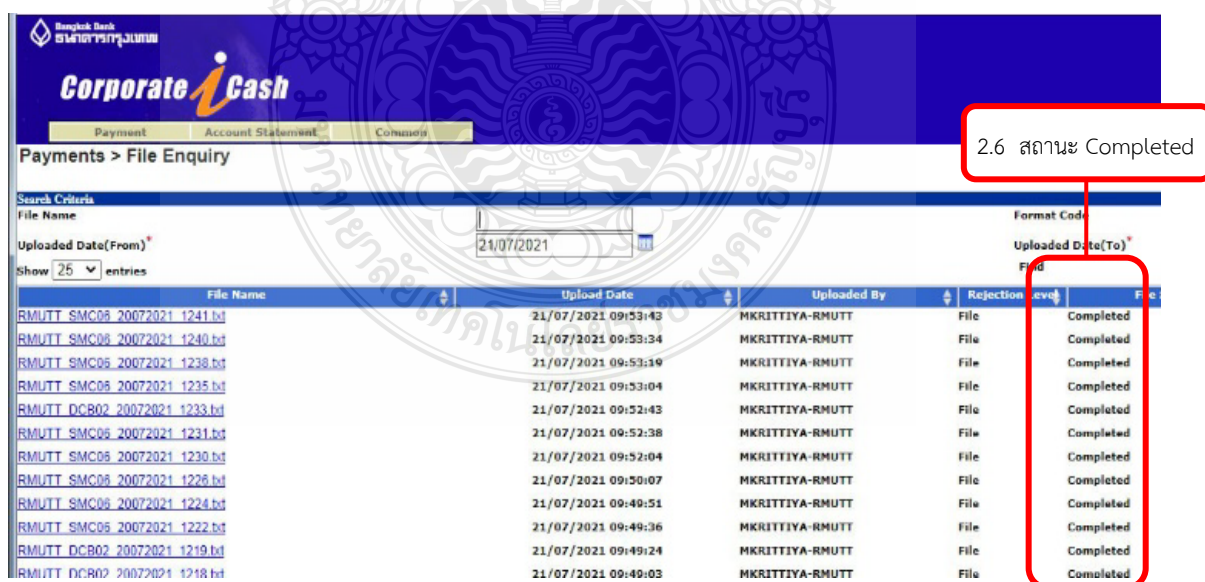 Bangkok Bank
ธนาคารกรุงเทพ
Corporate iCash
Payment Account Statement Common
Payments > File Enquiry
2.6 สถานะ Completed
Search Criteria
File Name Format Code
Uploaded Date(From)* 21/07/2021 Uploaded Date(To)*
Show 25 entries Find
File Name Upload Date Uploaded By Rejection Level
RMUTT_SMC06_20072021_1241.txt 21/07/2021 09:53:43 MKRITTIYA-RMUTT File Completed
RMUTT_SMC06_20072021_1240.txt 21/07/2021 09:53:34 MKRITTIYA-RMUTT File Completed
RMUTT_SMC06_20072021_1238.txt 21/07/2021 09:53:19 MKRITTIYA-RMUTT File Completed
RMUTT_SMC06_20072021_1235.txt 21/07/2021 09:53:04 MKRITTIYA-RMUTT File Completed
RMUTT_DCB02_20072021_1233.txt 21/07/2021 09:52:43 MKRITTIYA-RMUTT File Completed
RMUTT_SMC06_20072021_1231.txt 21/07/2021 09:52:38 MKRITTIYA-RMUTT File Completed
RMUTT_SMC06_20072021_1230.txt 21/07/2021 09:52:04 MKRITTIYA-RMUTT File Completed
RMUTT_SMC06_20072021_1226.txt 21/07/2021 09:50:07 MKRITTIYA-RMUTT File Completed
RMUTT_SMC06_20072021_1224.txt 21/07/2021 09:49:51 MKRITTIYA-RMUTT File Completed
RMUTT_SMC06_20072021_1222.txt 21/07/2021 09:49:36 MKRITTIYA-RMUTT File Completed
RMUTT_DCB02_20072021_1219.txt 21/07/2021 09:49:24 MKRITTIYA-RMUTT File Completed
RMUTT_DCB02_20072021_1218.txt 21/07/2021 09:49:03 MKRITTIYA-RMUTT File Completed